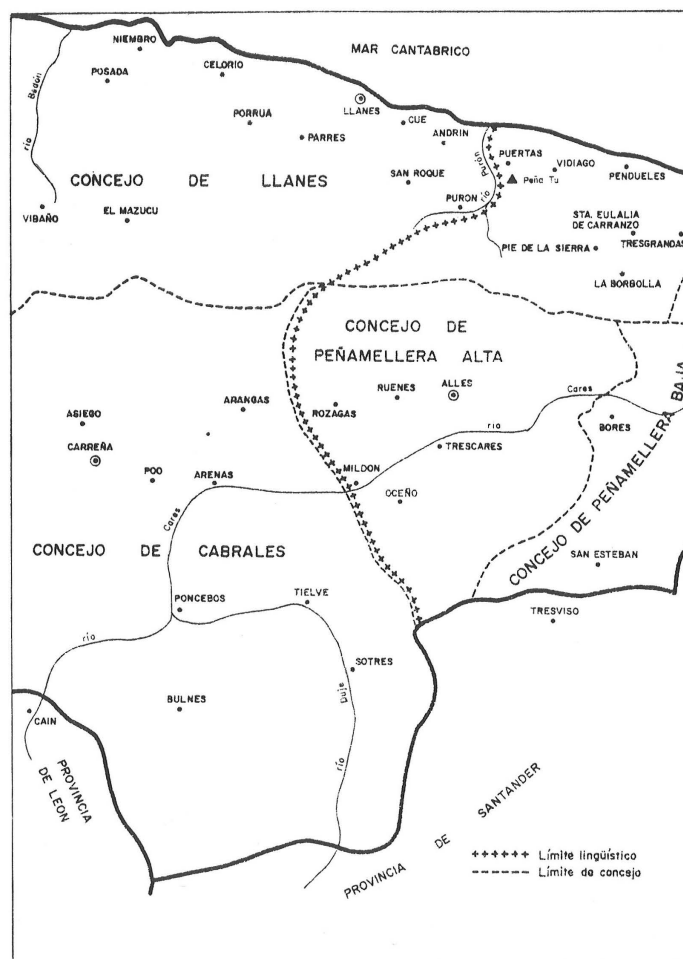 MAR CANTABRICO
NIEMBRO
POSADA
CELORIO
LLANES
río Bedón
PORRUA
CUE
PARRES
ANDRIN
río Purón
PUERTAS
VIDIAGO
Peña Tu
PENDUELES
CONCEJO DE LLANES
SAN ROQUE
VIBAÑO
EL MAZUCU
PURON
STA. EULALIA
DE CARRANZO
TRESGRANDAS
PIE DE LA SIERRA
LA BORBOLLA
CONCEJO DE
PEÑAMELLERA ALTA
ALLES
RUENES
ROZAGAS
ARANGAS
ASIEGO
CARREÑA
río Cares
BORES
TRESCARES
POO
ARENAS
MILDON
OCEÑO
CONCEJO DE PEÑAMELLERA BAJA
CONCEJO DE CABRALES
SAN ESTEBAN
río Cares
PONCEBOS
TIELVE
TRESVISO
SOTRES
río Duje
BULNES
CAIN
PROVINCIA
DE LEON
PROVINCIA DE SANTANDER
Límite lingüístico
Límite de concejo